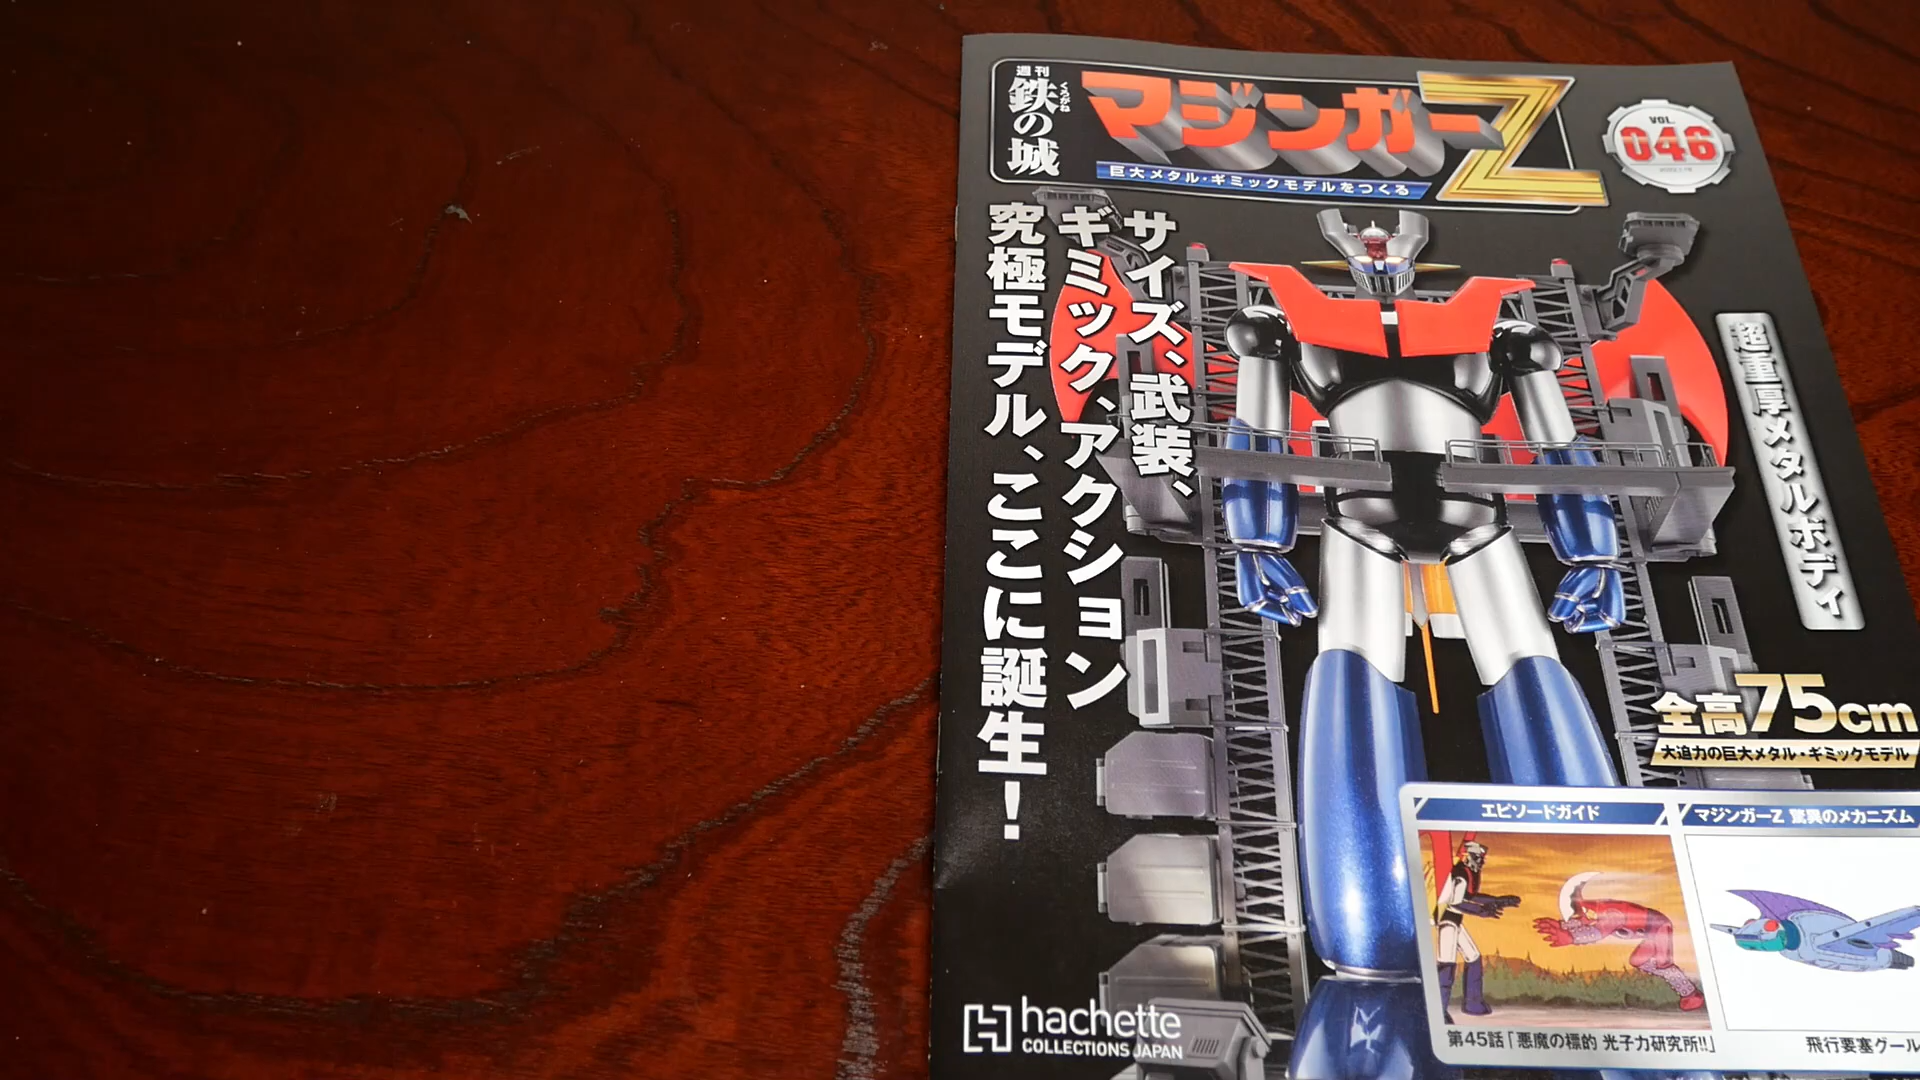 週刊
鉄の城
くろがね
マジンガーZ
巨大メタル・ギミックモデルをつくる
VOL.
046
サイズ、武装、
ギミック、アクション
究極モデル、ここに誕生！
超重厚メタルボディ
全高75cm
大迫力の巨大メタル・ギミックモデル
エピソードガイド
マジンガーZ 驚異のメカニズム
第45話「悪魔の標的 光子力研究所!!」
飛行要塞グール
hachette
COLLECTIONS JAPAN